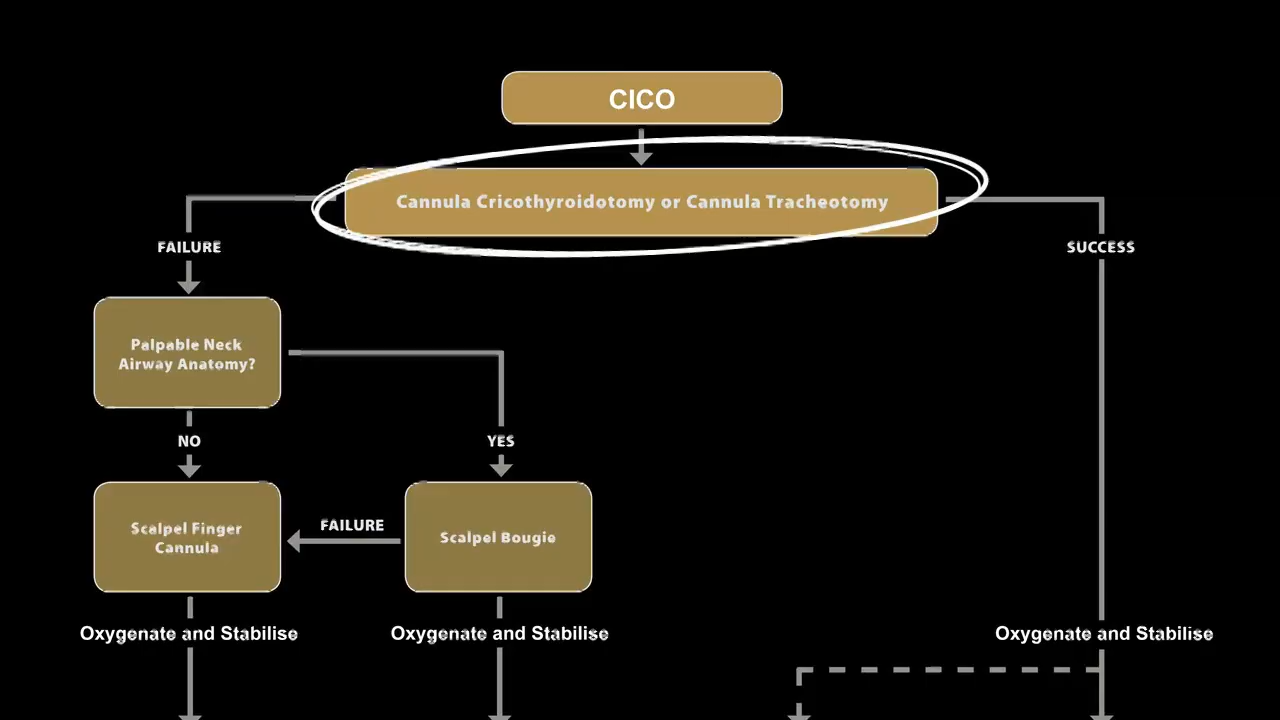 CICO
Cannula Cricothyroidotomy or Cannula Tracheotomy
FAILURE
SUCCESS
Palpable Neck
Airway Anatomy?
NO
YES
Scalpel Finger
Cannula
FAILURE
Scalpel Bougie
Oxygenate and Stabilise
Oxygenate and Stabilise
Oxygenate and Stabilise